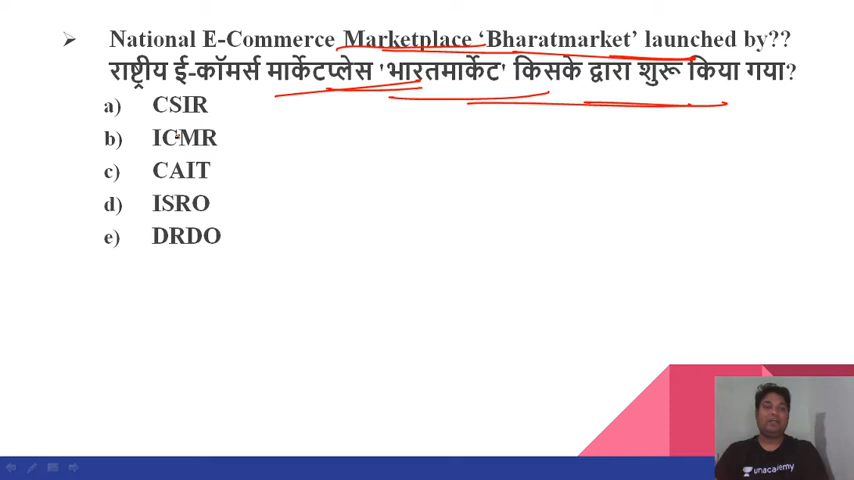 National E-Commerce Marketplace ‘Bharatmarket’ launched by??
राष्ट्रीय ई-कॉमर्स मार्केटप्लेस 'भारतमार्केट' किसके द्वारा शुरू किया गया?
a) CSIR
b) ICMR
c) CAIT
d) ISRO
e) DRDO
unacademy